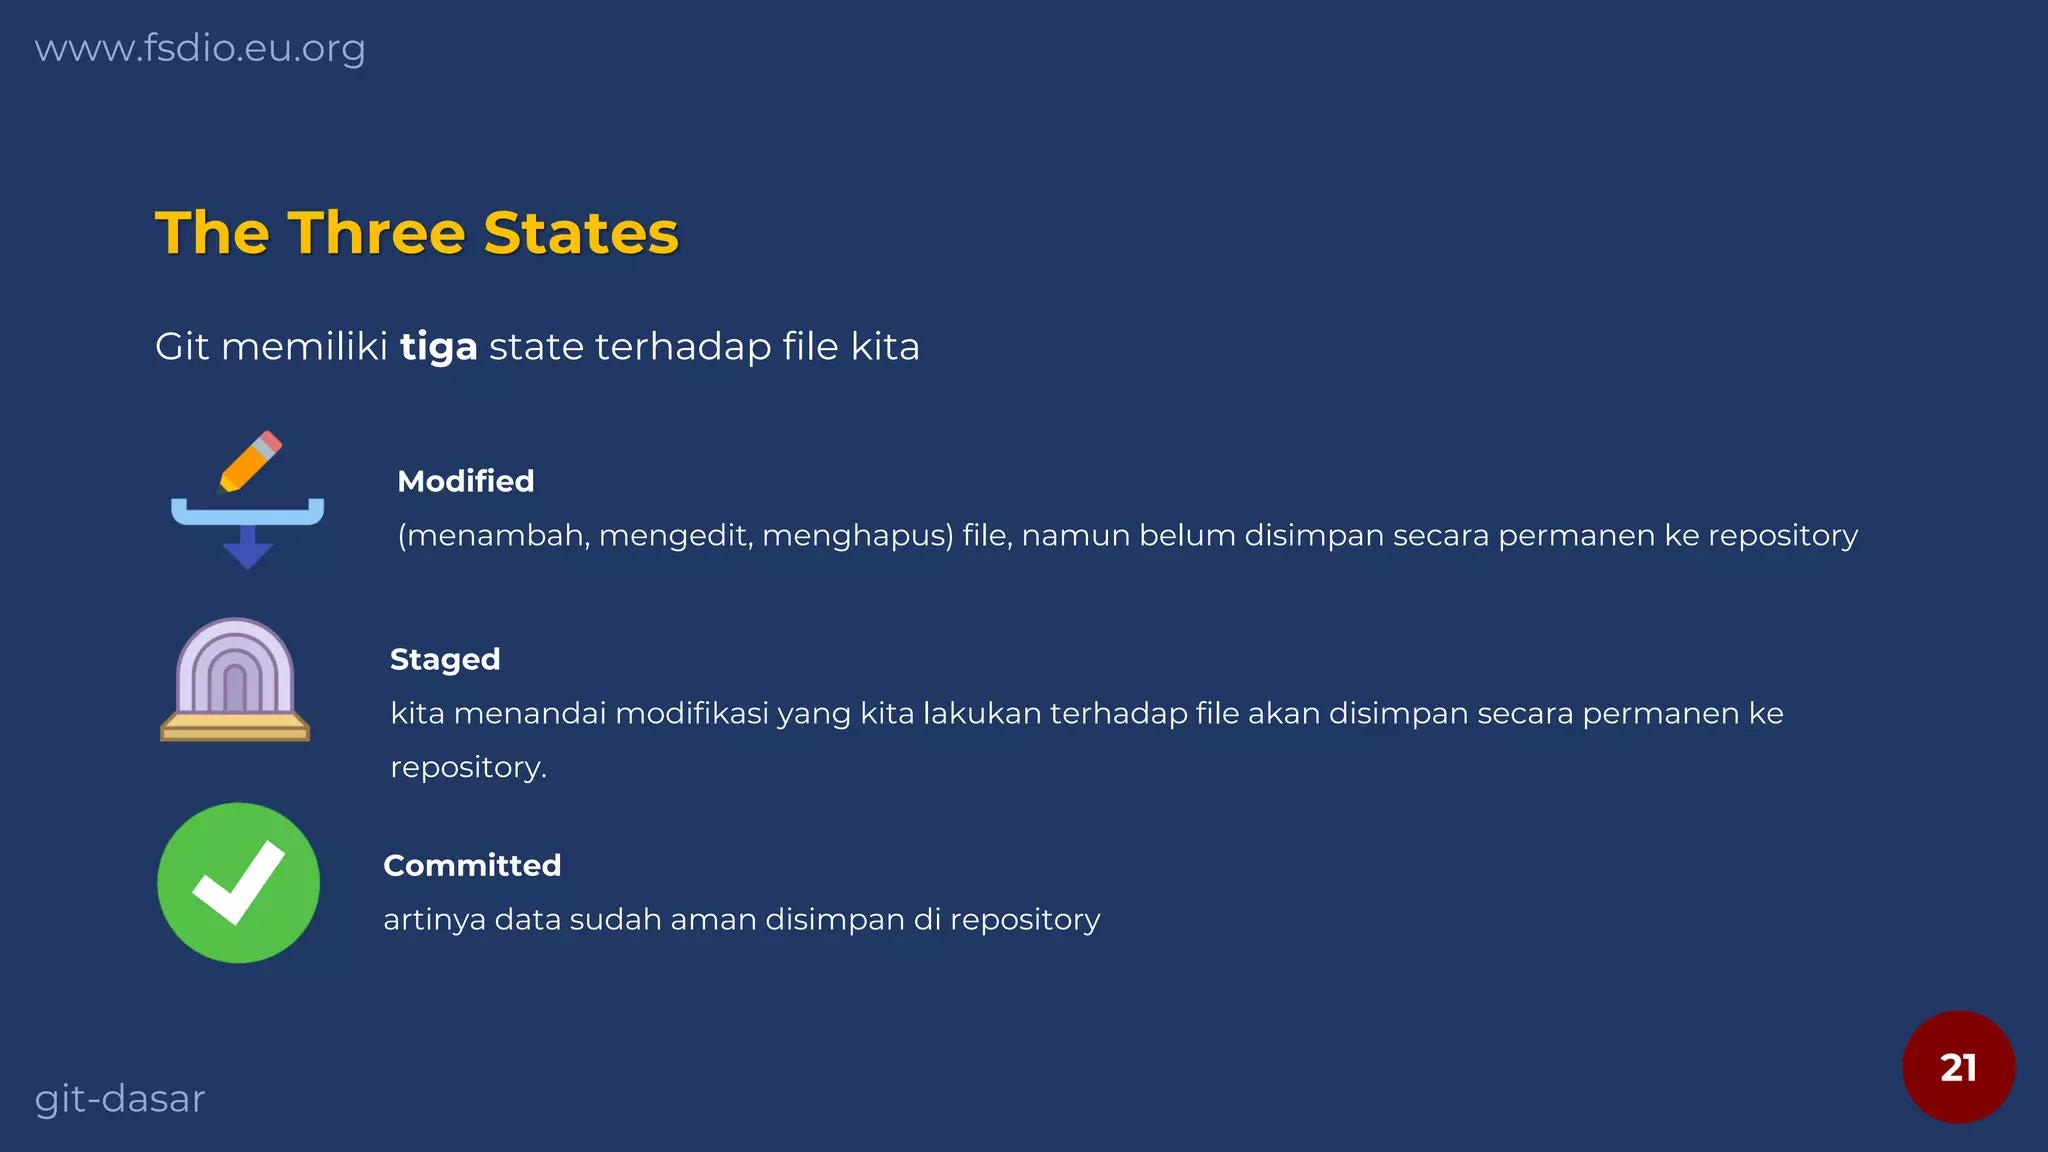 www.fsdio.eu.org
The Three States
Git memiliki tiga state terhadap file kita
Modified
(menambah, mengedit, menghapus) file, namun belum disimpan secara permanen ke repository
Staged
kita menandai modifikasi yang kita lakukan terhadap file akan disimpan secara permanen ke
repository.
Committed
artinya data sudah aman disimpan di repository
21
git-dasar